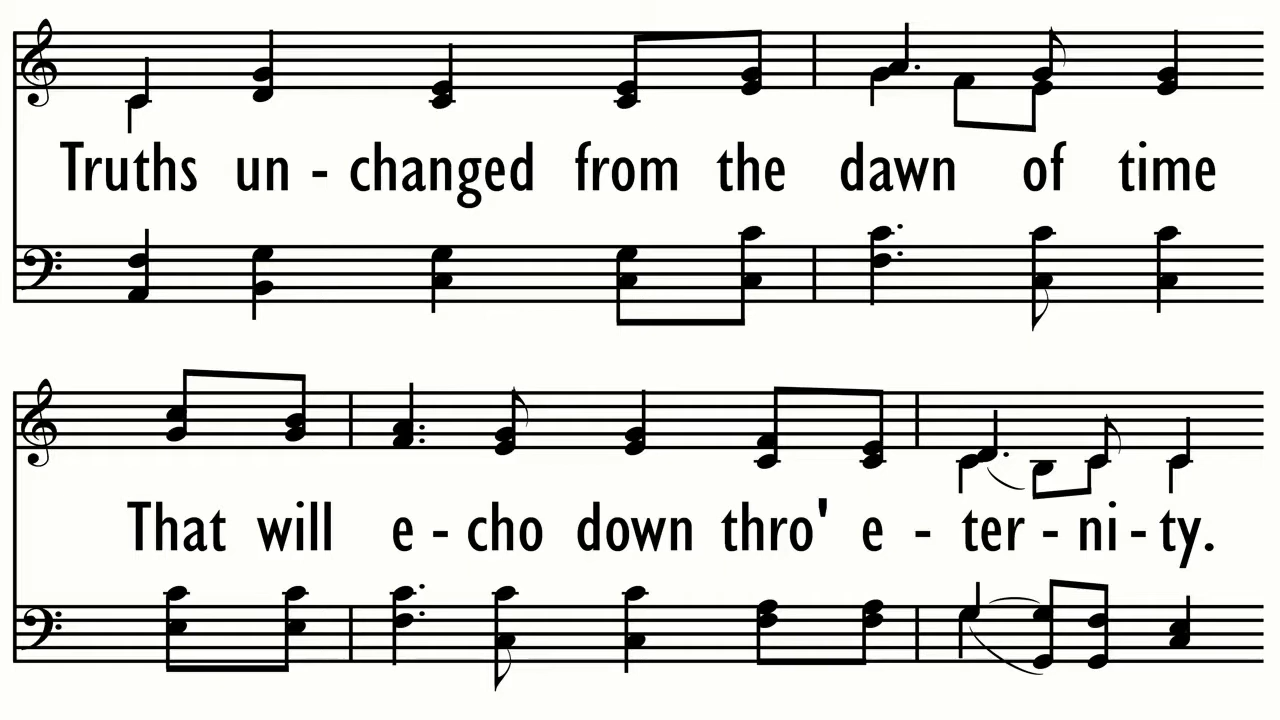 Truths un - changed from the dawn of time
That will e - cho down thro' e - ter - ni - ty.